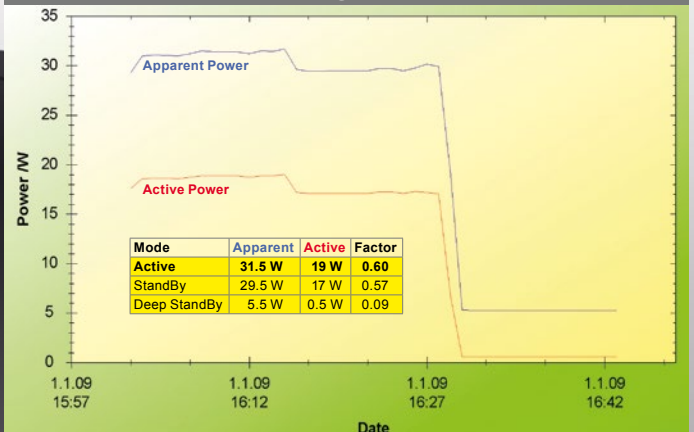 35
30
25
20
15
10
5
0
Power /W
Apparent Power
Active Power
Mode Apparent Active Factor
Active 31.5 W 19 W 0.60
StandBy 29.5 W 17 W 0.57
Deep StandBy 5.5 W 0.5 W 0.09
1.1.09 1.1.09 1.1.09 1.1.09
15:57 16:12 16:27 16:42
Date